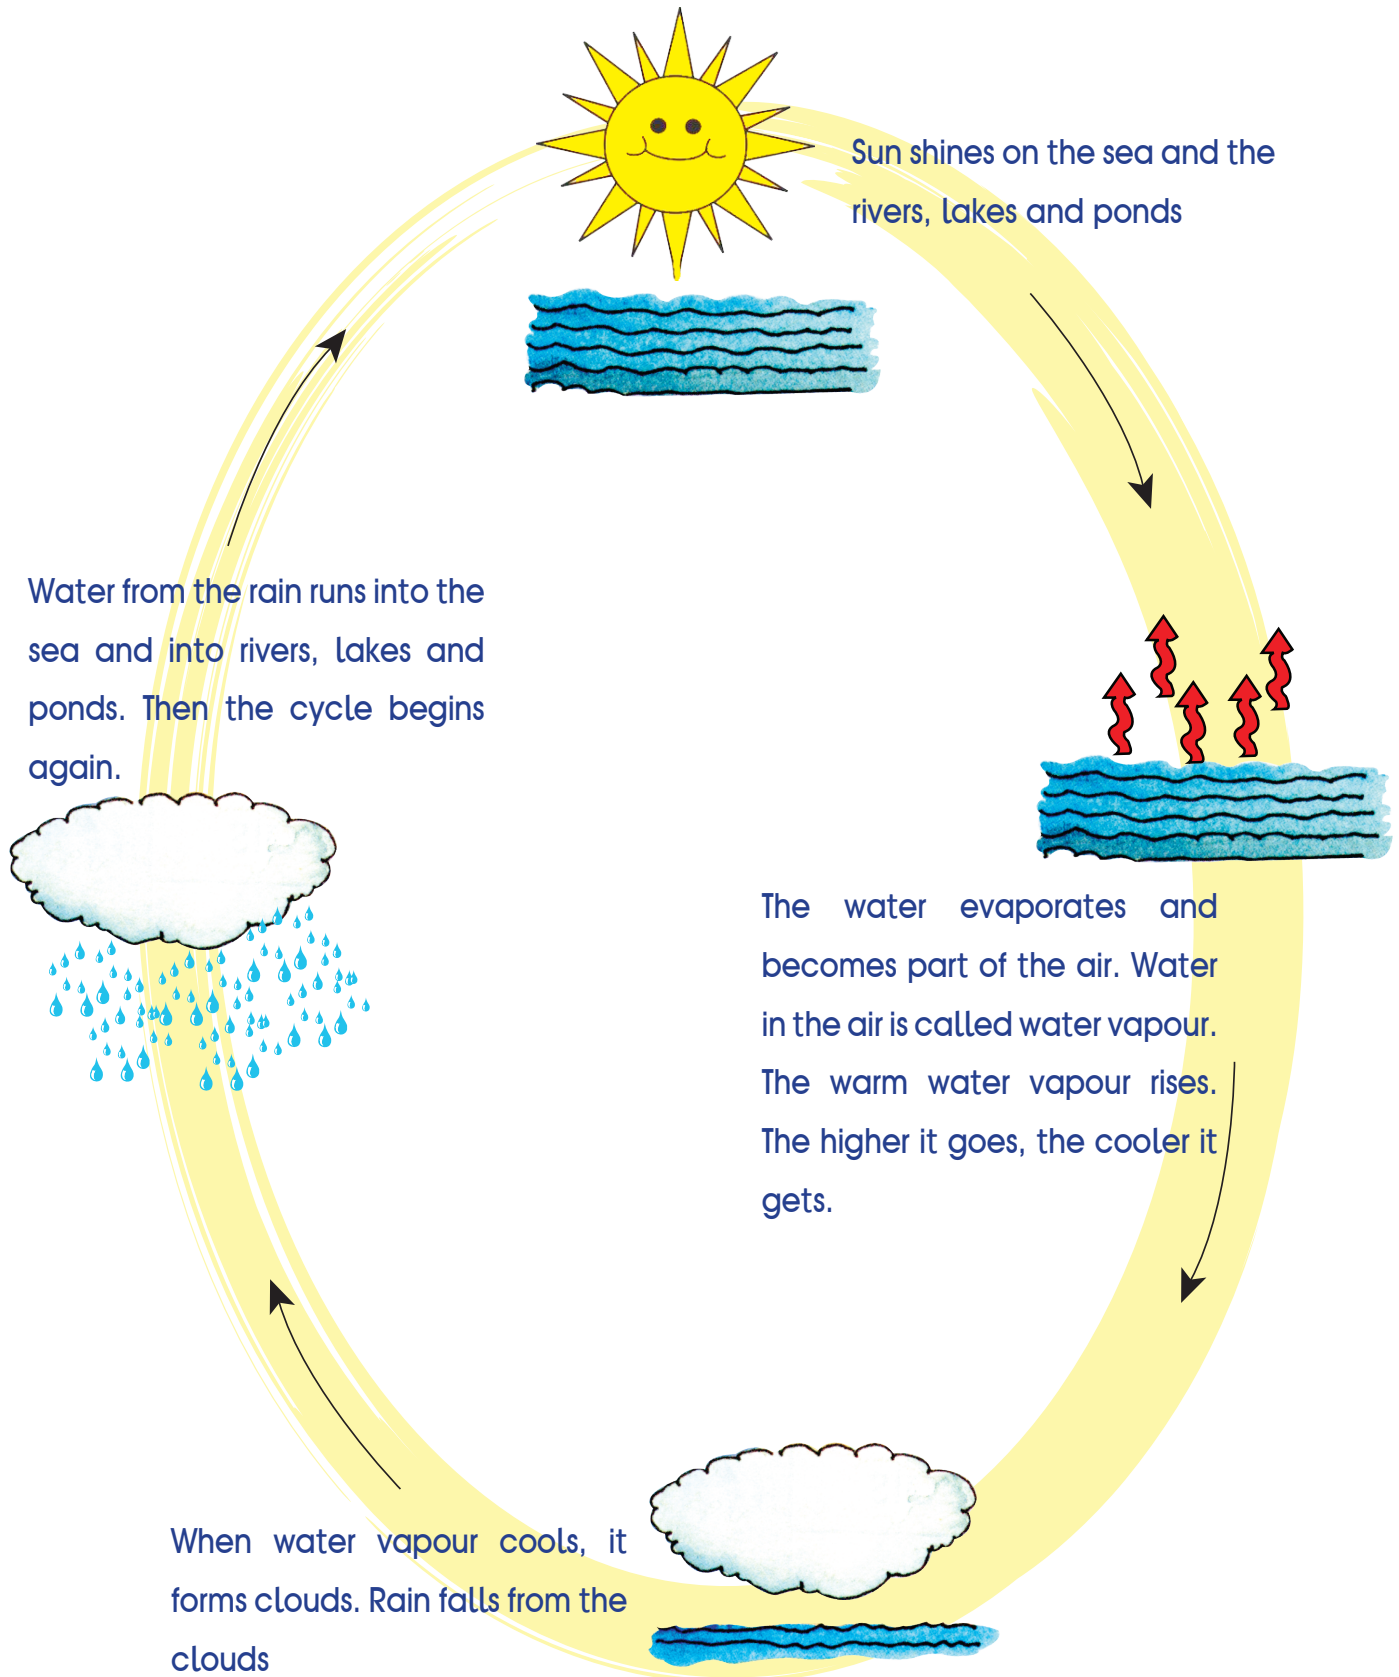 Sun shines on the sea and the
rivers, lakes and ponds
The water evaporates and
becomes part of the air. Water
in the air is called water vapour.
The warm water vapour rises.
The higher it goes, the cooler it
gets.
When water vapour cools, it
forms clouds. Rain falls from the
clouds
Water from the rain runs into the
sea and into rivers, lakes and
ponds. Then the cycle begins
again.